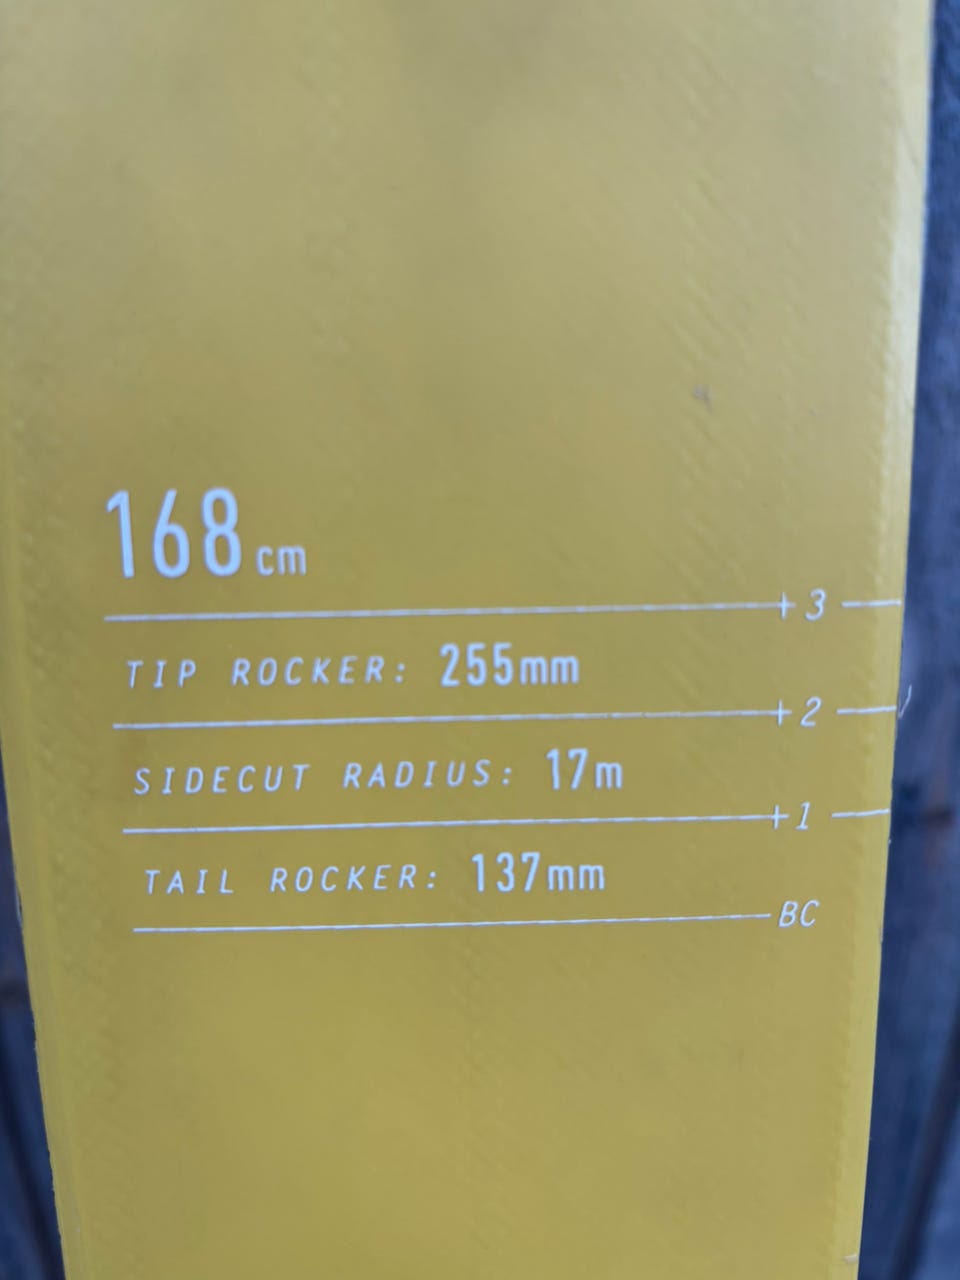 168 cm
+3
TIP ROCKER: 255mm
+2
SIDECUT RADIUS: 17m
+1
TAIL ROCKER: 137mm
BC